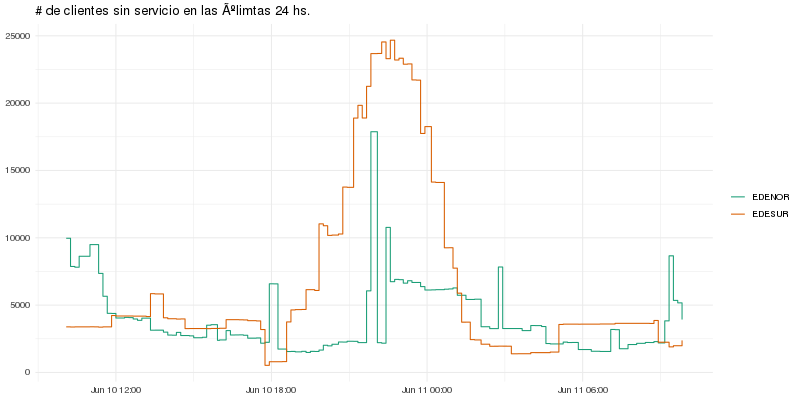 # de clientes sin servicio en las Ãºlimtas 24 hs.
25000
20000
15000
10000
5000
0
Jun 10 12:00
Jun 10 18:00
Jun 11 00:00
Jun 11 06:00
EDENOR
EDESUR